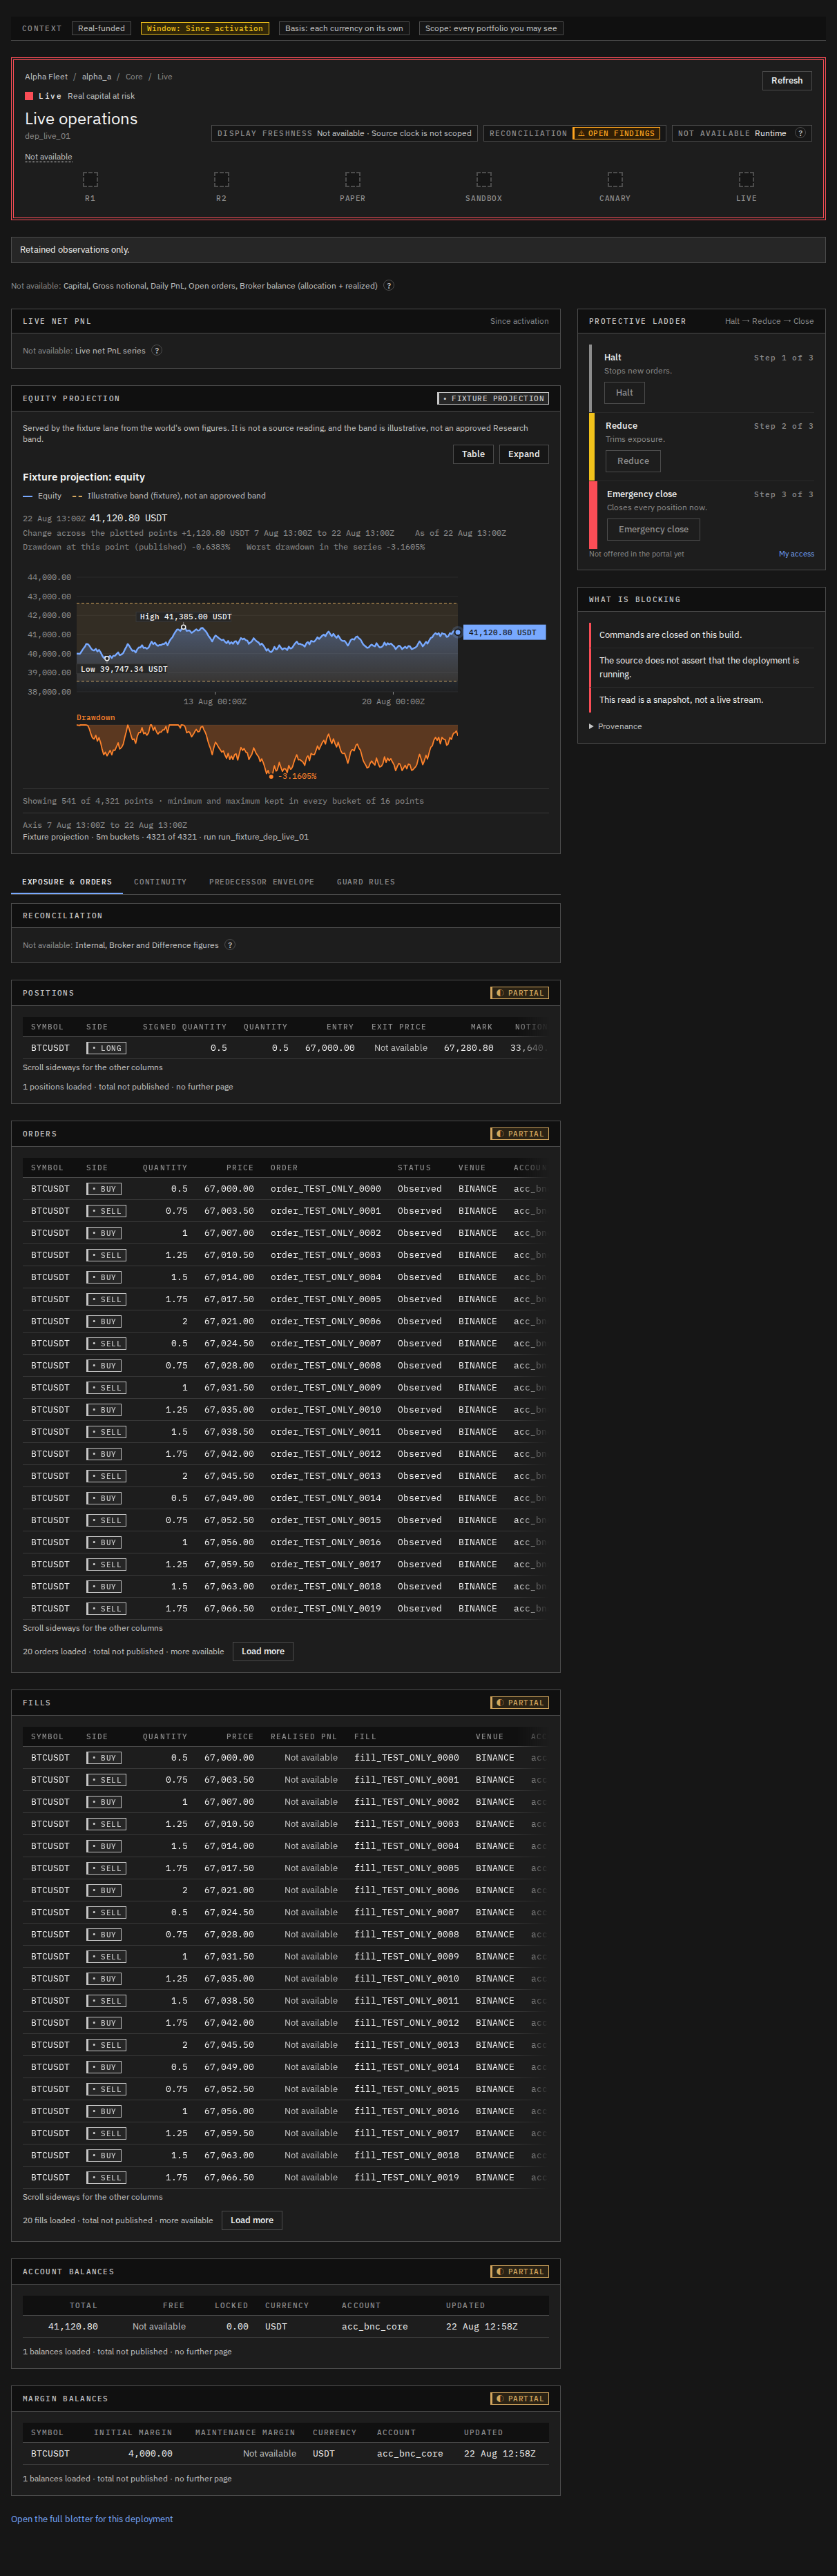 CONTEXT Real-funded Window: Since activation Basis: each currency on its own Scope: every portfolio you may see
Alpha Fleet / alpha_a / Core / Live
Refresh
Live Real capital at risk
Live operations
dep_live_01
DISPLAY FRESHNESS Not available · Source clock is not scoped RECONCILIATION ⚠ OPEN FINDINGS NOT AVAILABLE Runtime ?
Not available
R1 R2 PAPER SANDBOX CANARY LIVE
Retained observations only.
Not available: Capital, Gross notional, Daily PnL, Open orders, Broker balance (allocation + realized) ?
LIVE NET PNL Since activation
Not available: Live net PnL series ?
EQUITY PROJECTION • FIXTURE PROJECTION
Served by the fixture lane from the world's own figures. It is not a source reading, and the band is illustrative, not an approved Research
band.
Table Expand
Fixture projection: equity
Equity Illustrative band (fixture), not an approved band
22 Aug 13:00Z 41,120.80 USDT
Change across the plotted points +1,120.80 USDT 7 Aug 13:00Z to 22 Aug 13:00Z As of 22 Aug 13:00Z
Drawdown at this point (published) -0.6383% Worst drawdown in the series -3.1605%
44,000.00
43,000.00
42,000.00
High 41,385.00 USDT
41,000.00
41,120.80 USDT
40,000.00
39,000.00
Low 39,747.34 USDT
38,000.00
13 Aug 00:00Z 20 Aug 00:00Z
Drawdown
-3.1605%
Showing 541 of 4,321 points · minimum and maximum kept in every bucket of 16 points
Axis 7 Aug 13:00Z to 22 Aug 13:00Z
Fixture projection · 5m buckets · 4321 of 4321 · run run_fixture_dep_live_01
EXPOSURE & ORDERS CONTINUITY PREDECESSOR ENVELOPE GUARD RULES
RECONCILIATION
Not available: Internal, Broker and Difference figures ?
POSITIONS PARTIAL
SYMBOL SIDE SIGNED QUANTITY QUANTITY ENTRY EXIT PRICE MARK
BTCUSDT • LONG 0.5 0.5 67,000.00 Not available 67,280.80 33,640
Scroll sideways for the other columns
1 positions loaded · total not published · no further page
ORDERS PARTIAL
SYMBOL SIDE QUANTITY PRICE ORDER STATUS VENUE
BTCUSDT • BUY 0.5 67,000.00 order_TEST_ONLY_0000 Observed BINANCE
BTCUSDT • SELL 0.75 67,003.50 order_TEST_ONLY_0001 Observed BINANCE
BTCUSDT • BUY 1 67,007.00 order_TEST_ONLY_0002 Observed BINANCE
BTCUSDT • SELL 1.25 67,010.50 order_TEST_ONLY_0003 Observed BINANCE
BTCUSDT • BUY 1.5 67,014.00 order_TEST_ONLY_0004 Observed BINANCE
BTCUSDT • SELL 1.75 67,017.50 order_TEST_ONLY_0005 Observed BINANCE
BTCUSDT • BUY 2 67,021.00 order_TEST_ONLY_0006 Observed BINANCE
BTCUSDT • SELL 0.5 67,024.50 order_TEST_ONLY_0007 Observed BINANCE
BTCUSDT • BUY 0.75 67,028.00 order_TEST_ONLY_0008 Observed BINANCE
BTCUSDT • SELL 1 67,031.50 order_TEST_ONLY_0009 Observed BINANCE
BTCUSDT • BUY 1.25 67,035.00 order_TEST_ONLY_0010 Observed BINANCE
BTCUSDT • SELL 1.5 67,038.50 order_TEST_ONLY_0011 Observed BINANCE
BTCUSDT • BUY 1.75 67,042.00 order_TEST_ONLY_0012 Observed BINANCE
BTCUSDT • SELL 2 67,045.50 order_TEST_ONLY_0013 Observed BINANCE
BTCUSDT • BUY 0.5 67,049.00 order_TEST_ONLY_0014 Observed BINANCE
BTCUSDT • SELL 0.75 67,052.50 order_TEST_ONLY_0015 Observed BINANCE
BTCUSDT • BUY 1 67,056.00 order_TEST_ONLY_0016 Observed BINANCE
BTCUSDT • SELL 1.25 67,059.50 order_TEST_ONLY_0017 Observed BINANCE
BTCUSDT • BUY 1.5 67,063.00 order_TEST_ONLY_0018 Observed BINANCE
BTCUSDT • SELL 1.75 67,066.50 order_TEST_ONLY_0019 Observed BINANCE
Scroll sideways for the other columns
20 orders loaded · total not published · more available Load more
FILLS PARTIAL
SYMBOL SIDE QUANTITY PRICE REALISED PNL FILL VENUE
BTCUSDT • BUY 0.5 67,000.00 Not available fill_TEST_ONLY_0000 BINANCE
BTCUSDT • SELL 0.75 67,003.50 Not available fill_TEST_ONLY_0001 BINANCE
BTCUSDT • BUY 1 67,007.00 Not available fill_TEST_ONLY_0002 BINANCE
BTCUSDT • SELL 1.25 67,010.50 Not available fill_TEST_ONLY_0003 BINANCE
BTCUSDT • BUY 1.5 67,014.00 Not available fill_TEST_ONLY_0004 BINANCE
BTCUSDT • SELL 1.75 67,017.50 Not available fill_TEST_ONLY_0005 BINANCE
BTCUSDT • BUY 2 67,021.00 Not available fill_TEST_ONLY_0006 BINANCE
BTCUSDT • SELL 0.5 67,024.50 Not available fill_TEST_ONLY_0007 BINANCE
BTCUSDT • BUY 0.75 67,028.00 Not available fill_TEST_ONLY_0008 BINANCE
BTCUSDT • SELL 1 67,031.50 Not available fill_TEST_ONLY_0009 BINANCE
BTCUSDT • BUY 1.25 67,035.00 Not available fill_TEST_ONLY_0010 BINANCE
BTCUSDT • SELL 1.5 67,038.50 Not available fill_TEST_ONLY_0011 BINANCE
BTCUSDT • BUY 1.75 67,042.00 Not available fill_TEST_ONLY_0012 BINANCE
BTCUSDT • SELL 2 67,045.50 Not available fill_TEST_ONLY_0013 BINANCE
BTCUSDT • BUY 0.5 67,049.00 Not available fill_TEST_ONLY_0014 BINANCE
BTCUSDT • SELL 0.75 67,052.50 Not available fill_TEST_ONLY_0015 BINANCE
BTCUSDT • BUY 1 67,056.00 Not available fill_TEST_ONLY_0016 BINANCE
BTCUSDT • SELL 1.25 67,059.50 Not available fill_TEST_ONLY_0017 BINANCE
BTCUSDT • BUY 1.5 67,063.00 Not available fill_TEST_ONLY_0018 BINANCE
BTCUSDT • SELL 1.75 67,066.50 Not available fill_TEST_ONLY_0019 BINANCE
Scroll sideways for the other columns
20 fills loaded · total not published · more available Load more
ACCOUNT BALANCES PARTIAL
TOTAL FREE LOCKED CURRENCY ACCOUNT UPDATED
41,120.80 Not available 0.00 USDT acc_bnc_core 22 Aug 12:58Z
1 balances loaded · total not published · no further page
MARGIN BALANCES PARTIAL
SYMBOL INITIAL MARGIN MAINTENANCE MARGIN CURRENCY ACCOUNT UPDATED
BTCUSDT 4,000.00 Not available USDT acc_bnc_core 22 Aug 12:58Z
1 balances loaded · total not published · no further page
Open the full blotter for this deployment
PROTECTIVE LADDER Halt → Reduce → Close
Halt Step 1 of 3
Stops new orders.
Halt
Reduce Step 2 of 3
Trims exposure.
Reduce
Emergency close Step 3 of 3
Closes every position now.
Emergency close
Not offered in the portal yet My access
WHAT IS BLOCKING
Commands are closed on this build.
The source does not assert that the deployment is
running.
This read is a snapshot, not a live stream.
▶ Provenance